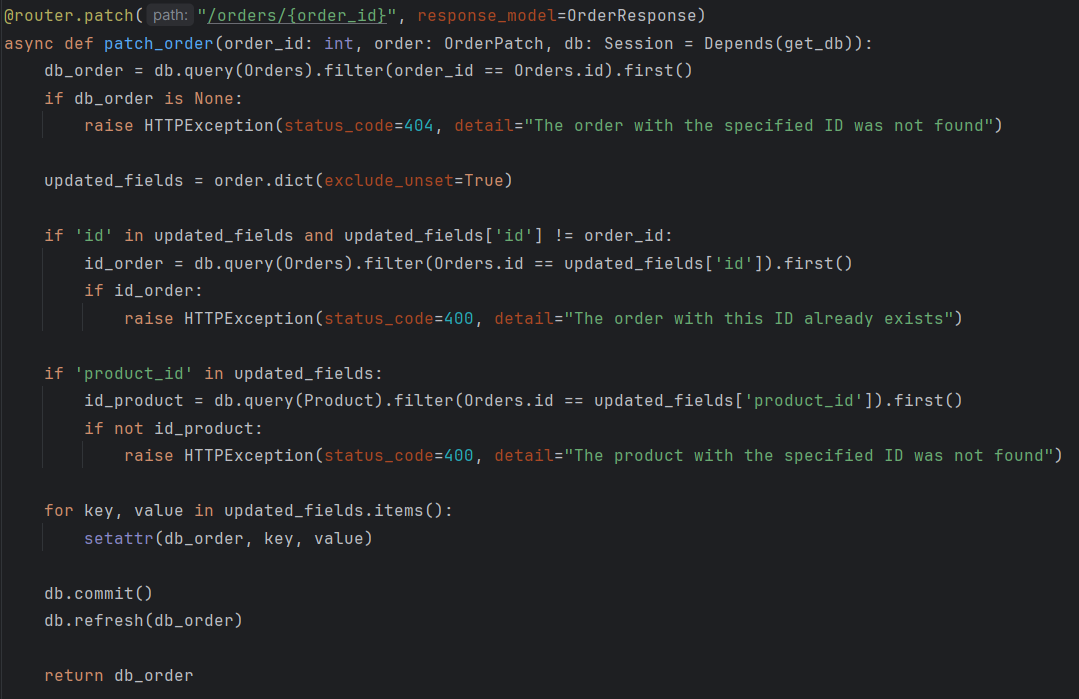 @router.patch( path: "/orders/{order_id}", response_model=OrderResponse)
async def patch_order(order_id: int, order: OrderPatch, db: Session = Depends(get_db)):
    db_order = db.query(Orders).filter(order_id == Orders.id).first()
    if db_order is None:
        raise HTTPException(status_code=404, detail="The order with the specified ID was not found")
    updated_fields = order.dict(exclude_unset=True)
    if 'id' in updated_fields and updated_fields['id'] != order_id:
        id_order = db.query(Orders).filter(Orders.id == updated_fields['id']).first()
        if id_order:
            raise HTTPException(status_code=400, detail="The order with this ID already exists")
    if 'product_id' in updated_fields:
        id_product = db.query(Product).filter(Orders.id == updated_fields['product_id']).first()
        if not id_product:
            raise HTTPException(status_code=400, detail="The product with the specified ID was not found")
    for key, value in updated_fields.items():
        setattr(db_order, key, value)
    db.commit()
    db.refresh(db_order)
    return db_order